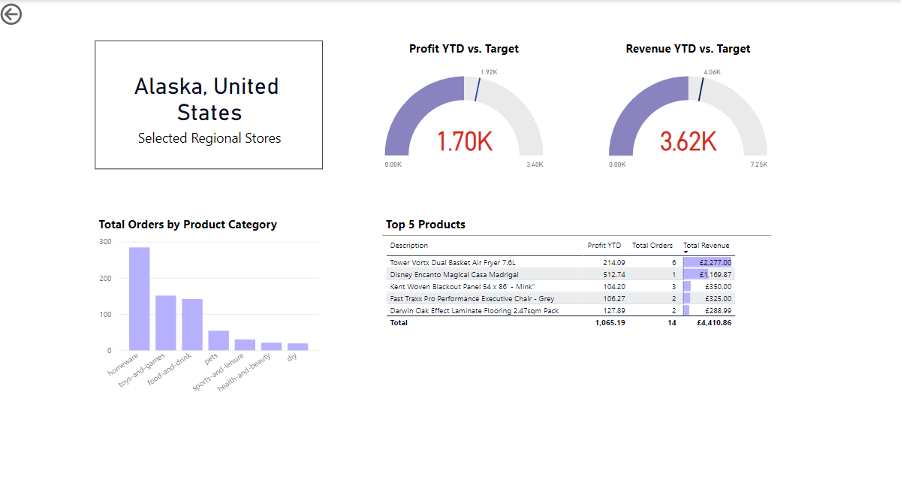 Alaska, United
States
Selected Regional Stores
Profit YTD vs. Target
1.92K
1.70K
0.00K 3.40K
Revenue YTD vs. Target
4.06K
3.62K
0.00K 7.25K
Total Orders by Product Category
300
200
100
0
homeware toys-and-games food-and-drink pets sports-and-leisure health-and-beauty diy
Top 5 Products
Description Profit YTD Total Orders Total Revenue
Tower Vortx Dual Basket Air Fryer 7.6L 214.09 6 £2,277.00
Disney Encanto Magical Casa Madrigal 512.74 1 £1,169.87
Kent Woven Blackout Panel 54 x 86' - Mink" 104.20 3 £350.00
Fast Traxx Pro Performance Executive Chair - Grey 106.27 2 £325.00
Darwin Oak Effect Laminate Flooring 2.47sqm Pack 127.89 2 £288.99
Total 1,065.19 14 £4,410.86